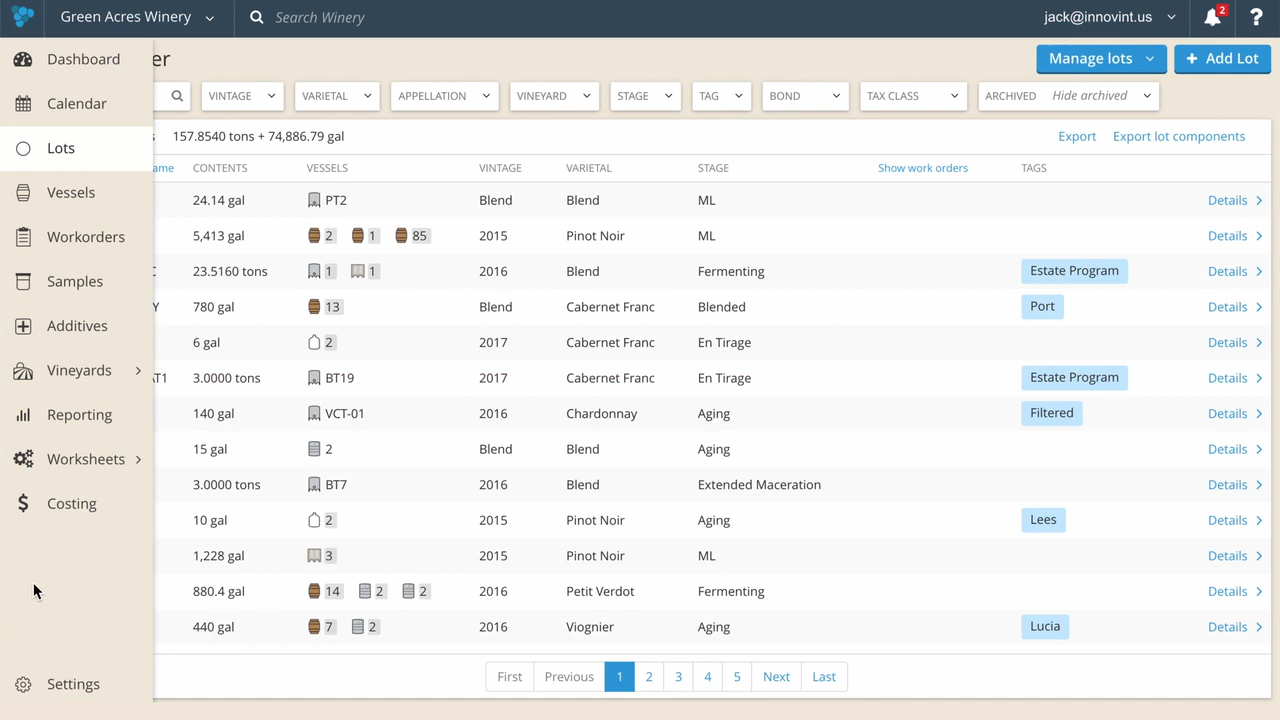 Green Acres Winery
Search Winery
jack@innovint.us
2
?
Dashboard
Calendar
Lots
Vessels
Workorders
Samples
Additives
Vineyards
Reporting
Worksheets
Costing
Settings
er
Manage lots
+ Add Lot
VINTAGE VARIETAL APPELLATION VINEYARD STAGE TAG BOND TAX CLASS ARCHIVED Hide archived
s 157.8540 tons + 74,886.79 gal Export Export lot components
ame CONTENTS VESSELS VINTAGE VARIETAL STAGE Show work orders TAGS
24.14 gal PT2 Blend Blend ML Details
5,413 gal 2 1 85 2015 Pinot Noir ML Details
C 23.5160 tons 1 1 2016 Blend Fermenting Estate Program Details
Y 780 gal 13 Blend Cabernet Franc Blended Port Details
6 gal 2 2017 Cabernet Franc En Tirage Details
AT1 3.0000 tons BT19 2017 Cabernet Franc En Tirage Estate Program Details
140 gal VCT-01 2016 Chardonnay Aging Filtered Details
15 gal 2 Blend Blend Aging Details
3.0000 tons BT7 2016 Blend Extended Maceration Details
10 gal 2 2015 Pinot Noir Aging Lees Details
1,228 gal 3 2015 Pinot Noir ML Details
880.4 gal 14 2 2 2016 Petit Verdot Fermenting Details
440 gal 7 2 2016 Viognier Aging Lucia Details
First Previous 1 2 3 4 5 Next Last